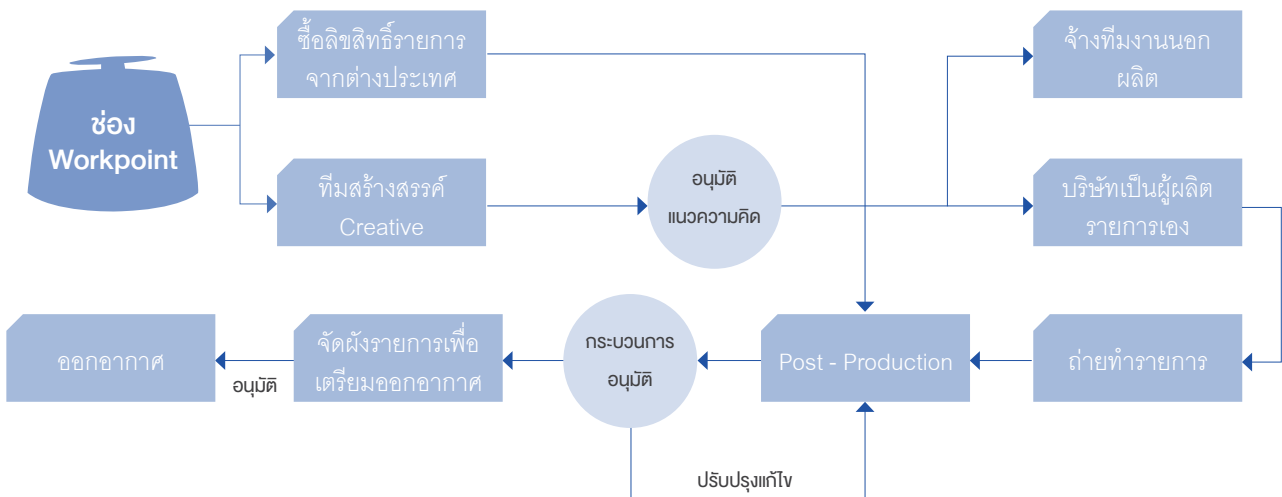 ช่อง
Workpoint
ซื้อลิขสิทธิ์รายการ
จากต่างประเทศ
ทีมสร้างสรรค์
Creative
อนุมัติ
แนวความคิด
จ้างทีมงานนอก
ผลิต
บริษัทเป็นผู้ผลิต
รายการเอง
ออกอากาศ
อนุมัติ
จัดผังรายการเพื่อ
เตรียมออกอากาศ
กระบวนการ
อนุมัติ
Post - Production
ถ่ายทำรายการ
ปรับปรุงแก้ไข